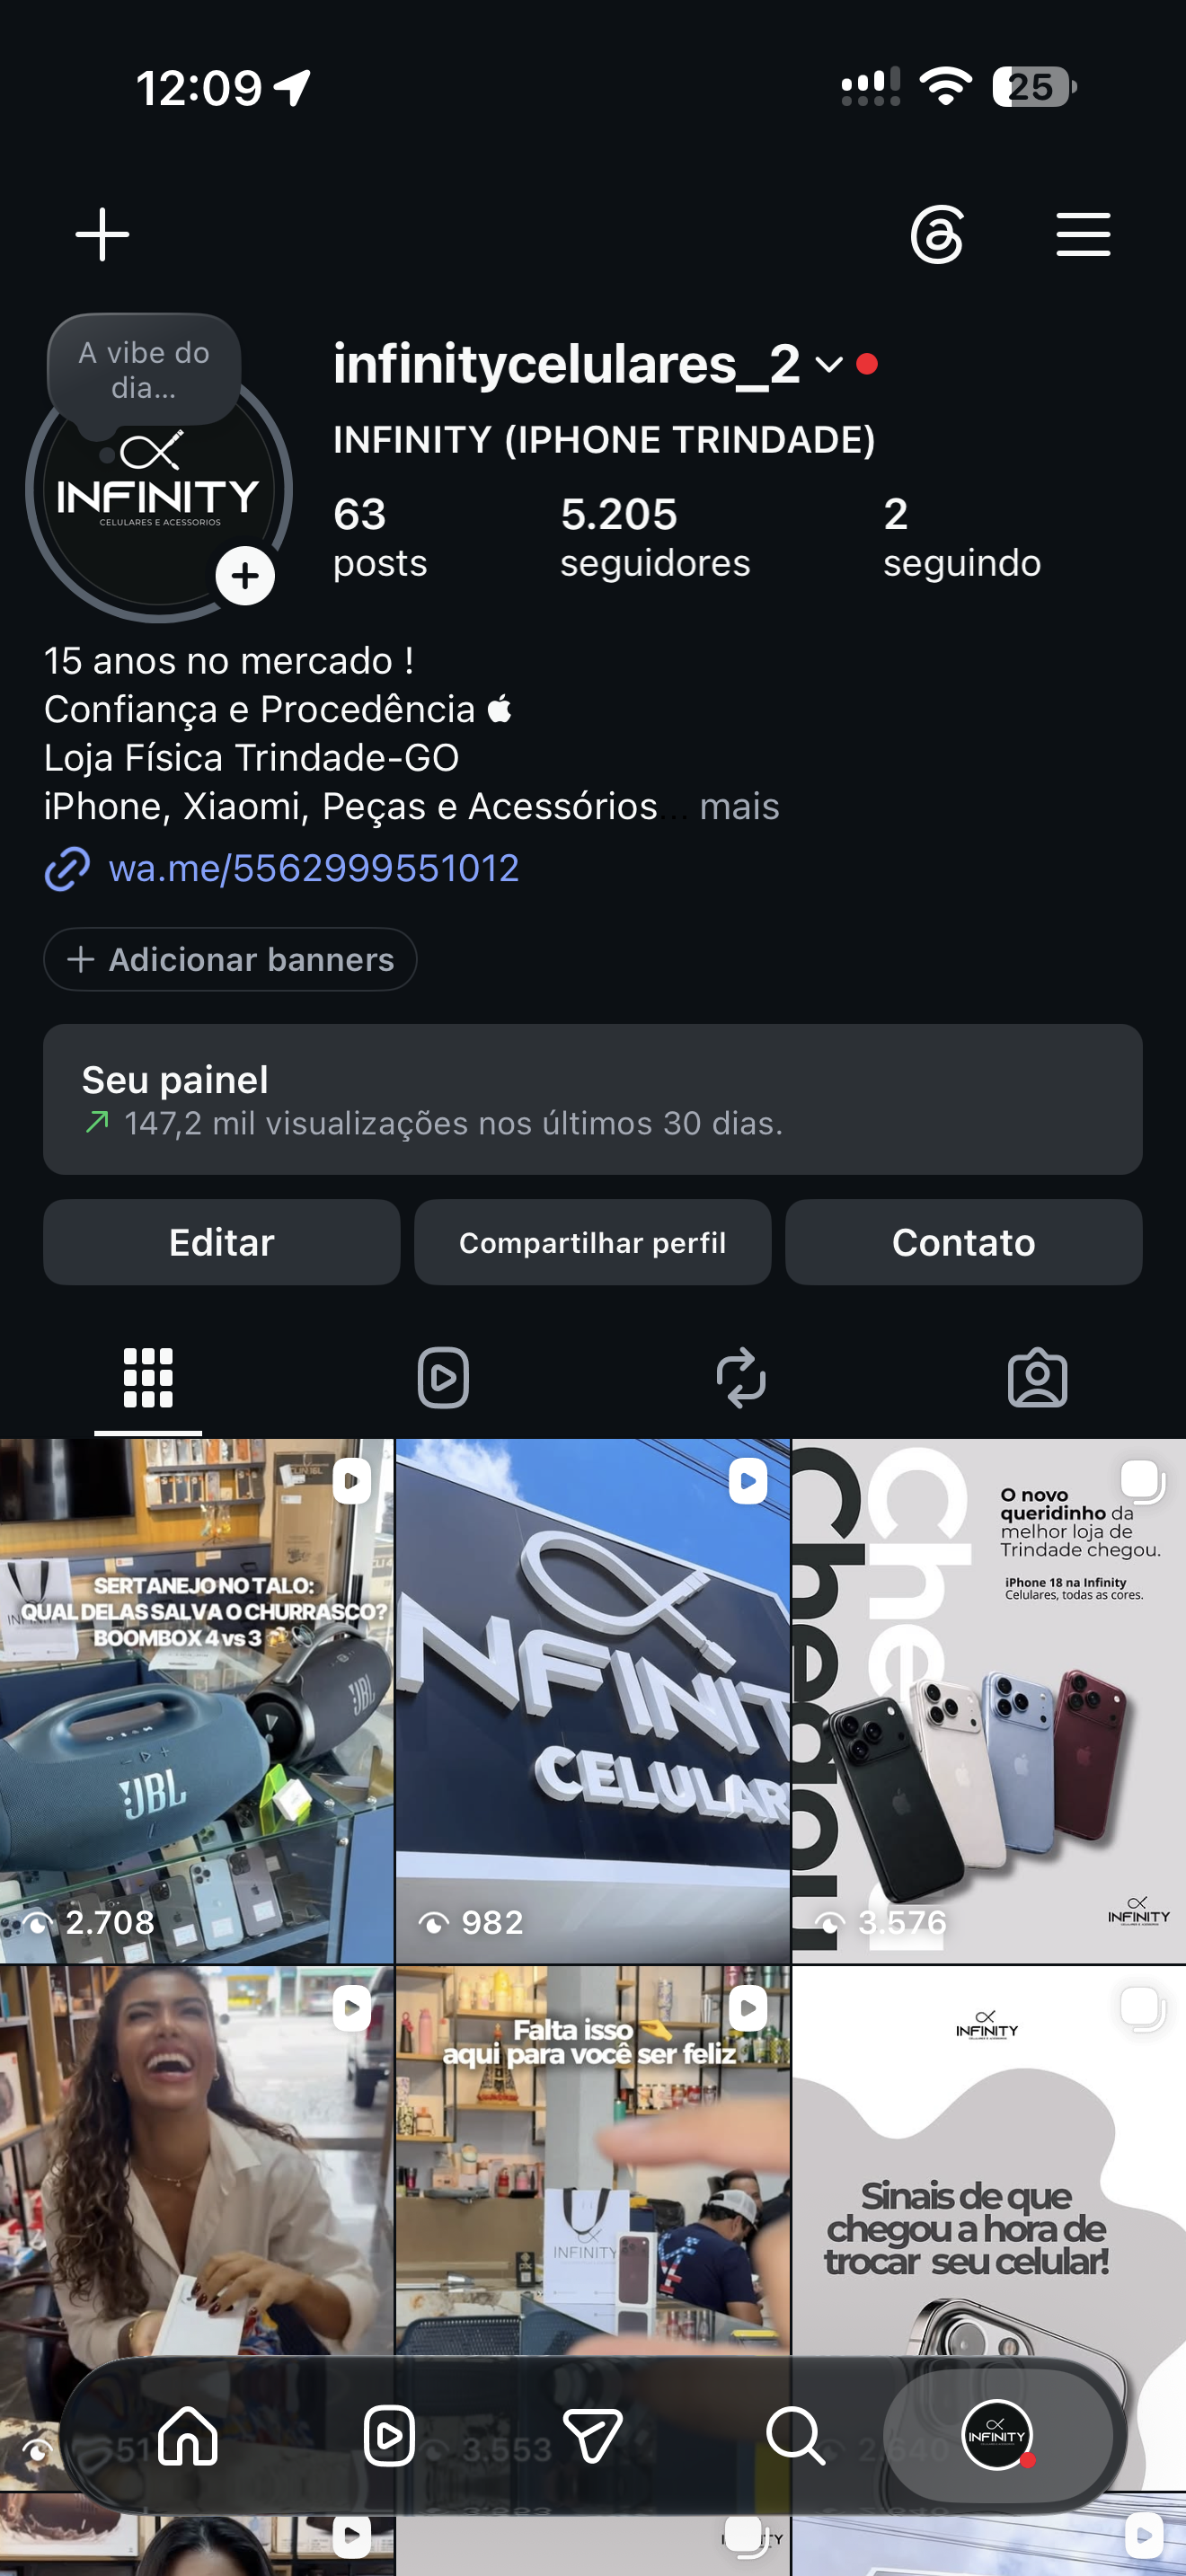 12:09
25
A vibe do
dia...
infinitycelulares_2
INFINITY (IPHONE TRINDADE)
INFINITY
CELULARES E ACESSORIOS
63
posts
5.205
seguidores
2
seguindo
15 anos no mercado !
Confiança e Procedência
Loja Física Trindade-GO
iPhone, Xiaomi, Peças e Acessórios... mais
wa.me/5562999551012
+ Adicionar banners
Seu painel
147,2 mil visualizações nos últimos 30 dias.
Editar
Compartilhar perfil
Contato
SERTANEJO NO TALO:
QUAL DELAS SALVA O CHURRASCO?
BOOMBOX 4 vs 3
JBL
JBL
2.708
NFINIT
CELULAR
982
Chegou
Che
O novo
queridinho da
melhor loja de
Trindade chegou.
iPhone 18 na Infinity
Celulares, todas as cores.
INFINITY
3.576
Falta isso
aqui para você ser feliz
INFINITY
INFINITY
Sinais de que
chegou a hora de
trocar seu celular!
51
3.553
INFINITY